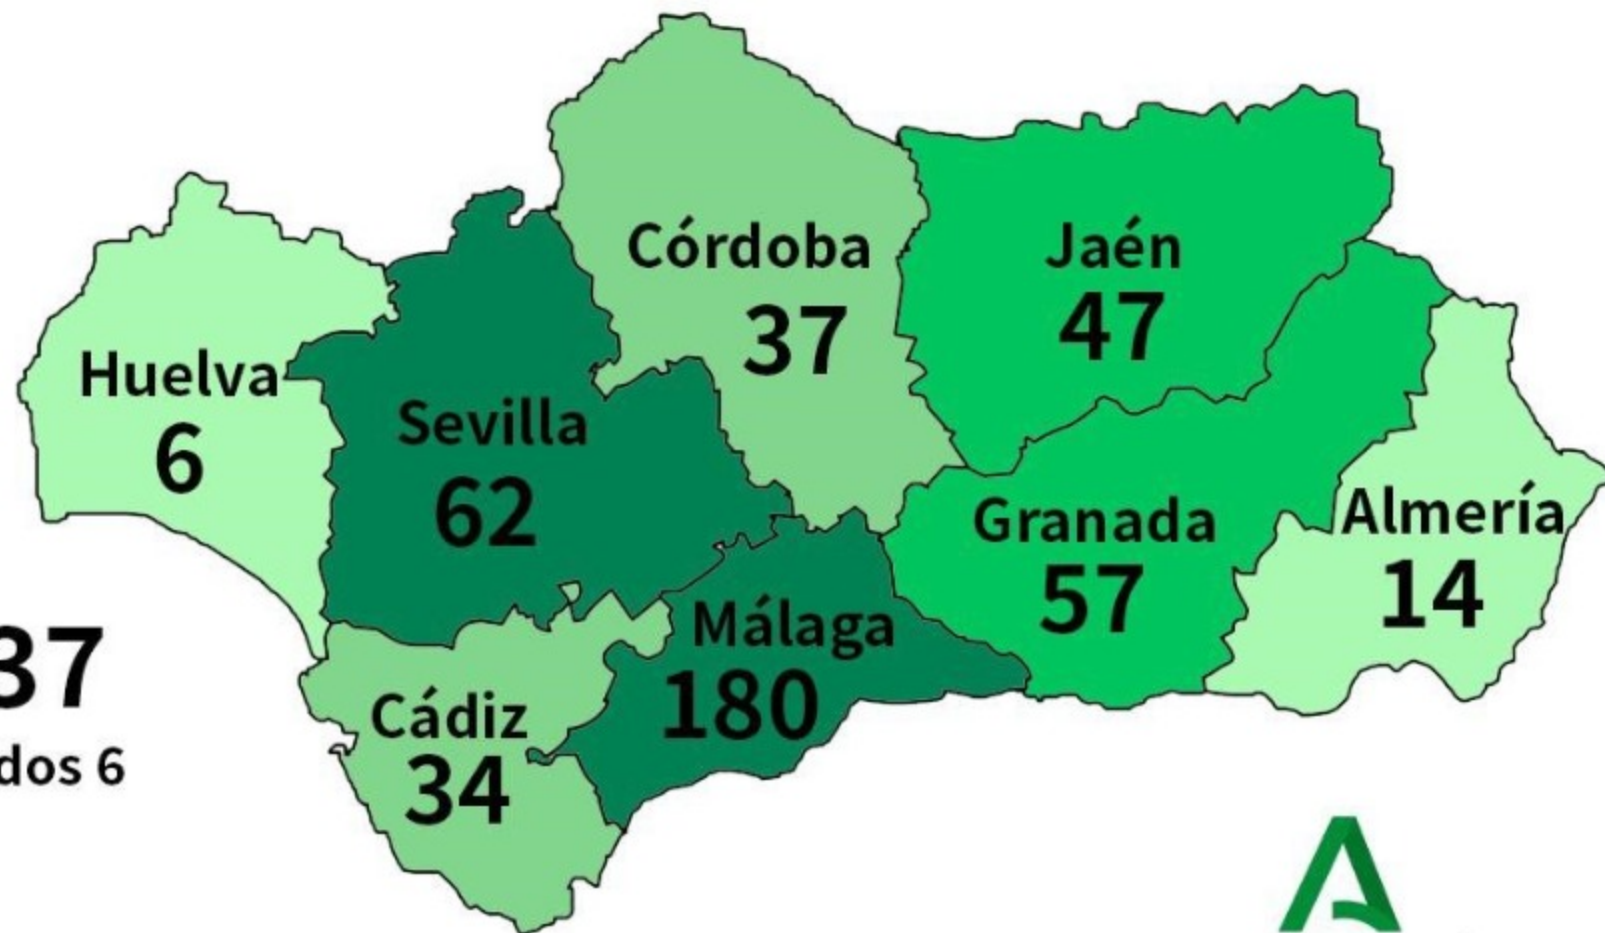 Córdoba
37
Jaén
47
Huelva
6
Sevilla
62
Granada
57
Almería
14
Málaga
180
Cádiz
34
37
dos 6